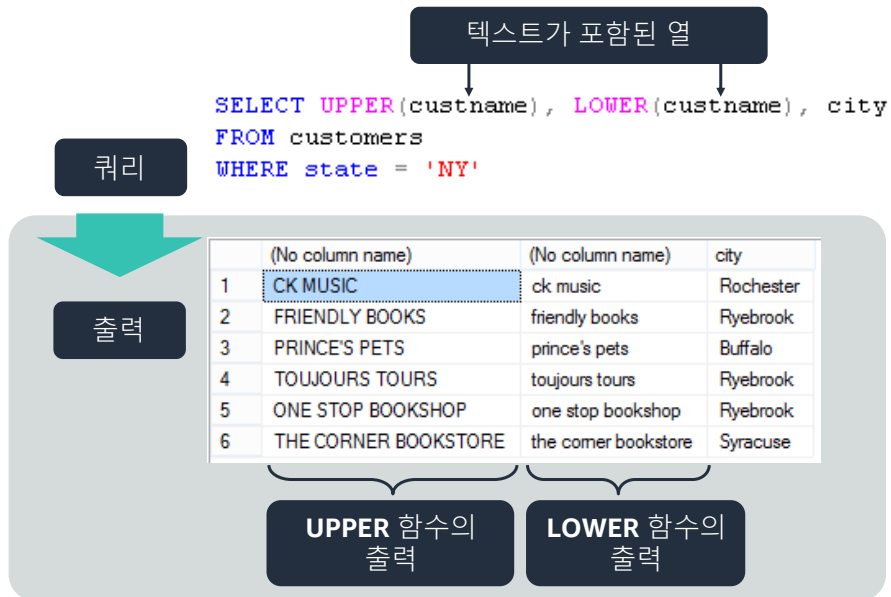 텍스트가 포함된 열
SELECT UPPER(custname), LOWER(custname), city
FROM customers
WHERE state = 'NY'
쿼리
출력
(No column name) (No column name) city
1 CK MUSIC ck music Rochester
2 FRIENDLY BOOKS friendly books Ryebrook
3 PRINCE'S PETS prince's pets Buffalo
4 TOUJOURS TOURS toujours tours Ryebrook
5 ONE STOP BOOKSHOP one stop bookshop Ryebrook
6 THE CORNER BOOKSTORE the corner bookstore Syracuse
UPPER 함수의
출력
LOWER 함수의
출력